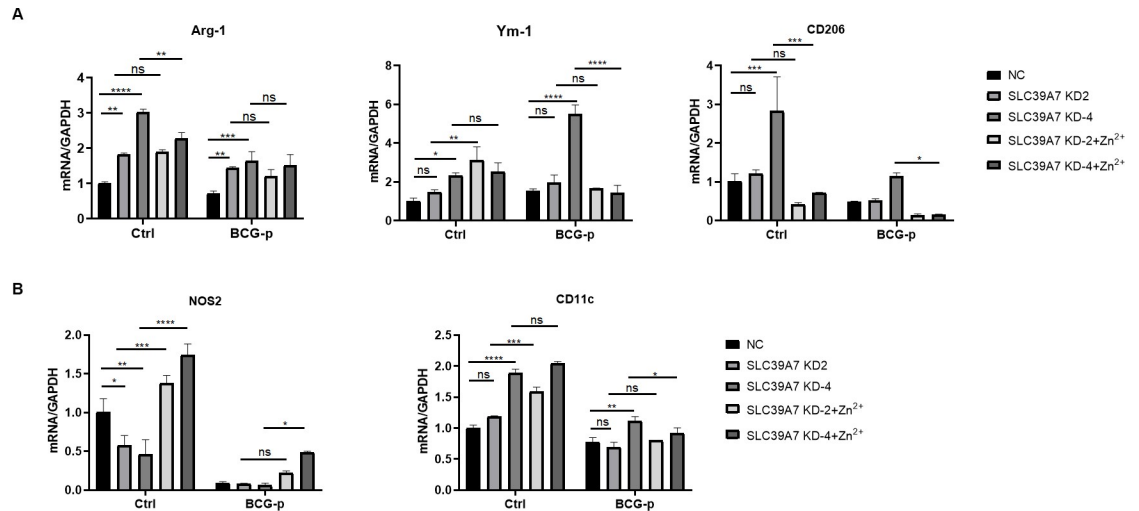 A
Arg-1
mRNA/GAPDH
4
3
2
1
0
**
ns
****
**
ns
ns
***
**
Ctrl
BCG-p
Ym-1
mRNA/GAPDH
8
6
4
2
0
ns
**
*
ns
****
ns
****
ns
Ctrl
BCG-p
CD206
mRNA/GAPDH
4
3
2
1
0
***
ns
***
ns
*
Ctrl
BCG-p
NC
SLC39A7 KD2
SLC39A7 KD-4
SLC39A7 KD-2+Zn²⁺
SLC39A7 KD-4+Zn²⁺
B
NOS2
mRNA/GAPDH
2.0
1.5
1.0
0.5
0.0
****
***
**
*
*
ns
Ctrl
BCG-p
CD11c
mRNA/GAPDH
2.5
2.0
1.5
1.0
0.5
0.0
ns
***
****
ns
*
ns
**
ns
Ctrl
BCG-p
NC
SLC39A7 KD2
SLC39A7 KD-4
SLC39A7 KD-2+Zn²⁺
SLC39A7 KD-4+Zn²⁺